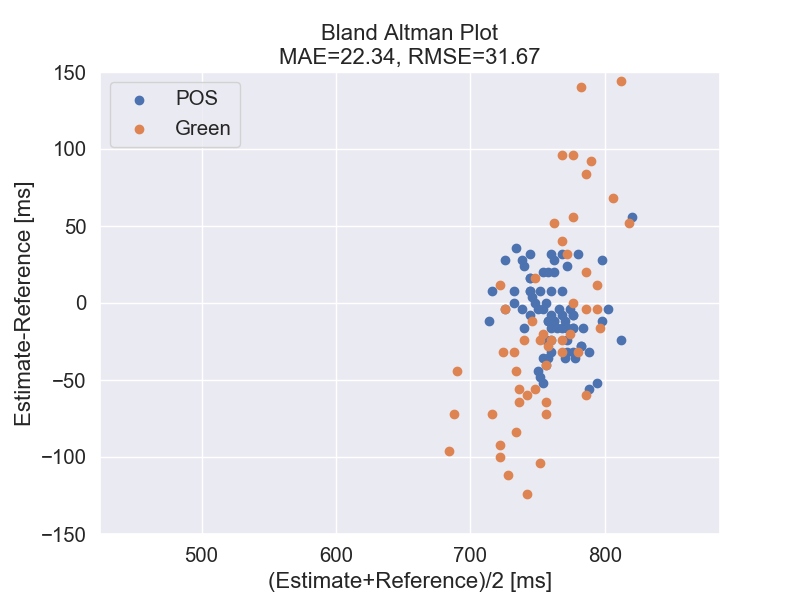 Bland Altman Plot
MAE=22.34, RMSE=31.67
POS
Green
150
100
50
0
−50
−100
−150
Estimate-Reference [ms]
500
600
700
800
(Estimate+Reference)/2 [ms]